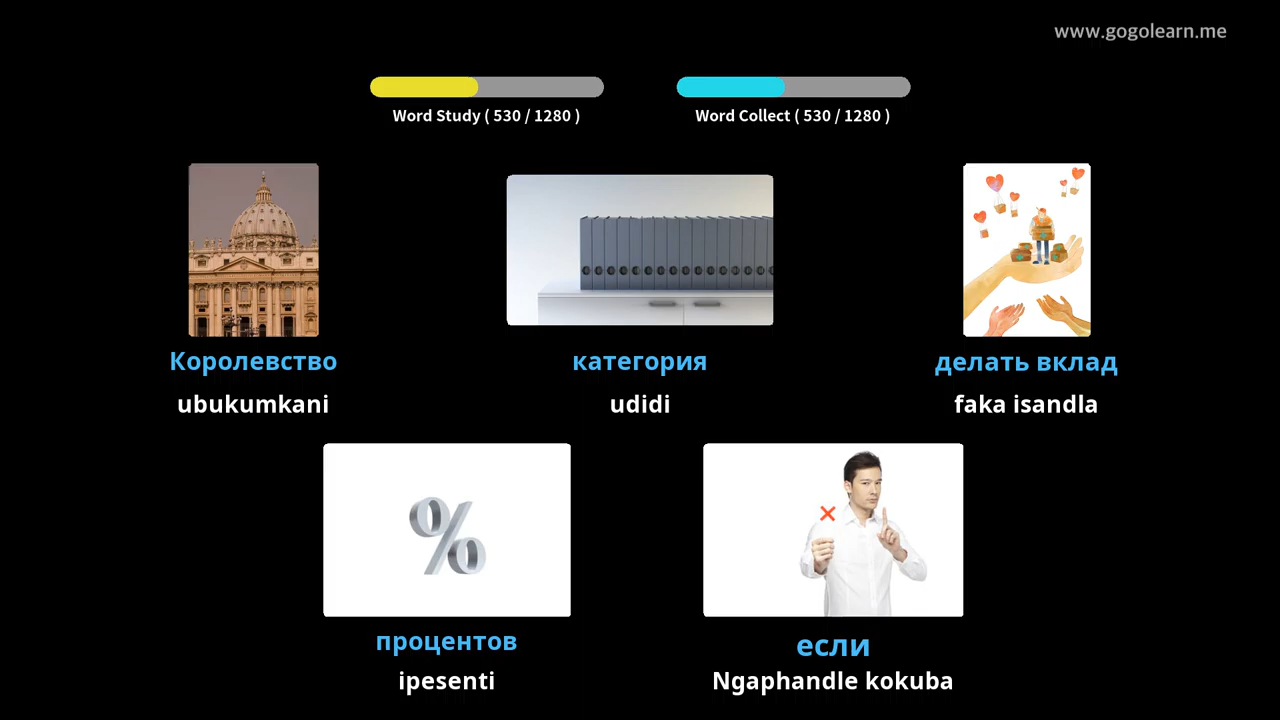 www.gogolearn.me
Word Study ( 530 / 1280 )
Word Collect ( 530 / 1280 )
Королевство
категория
делать вклад
ubukumkani
udidi
faka isandla
%
процентов
если
ipesenti
Ngaphandle kokuba